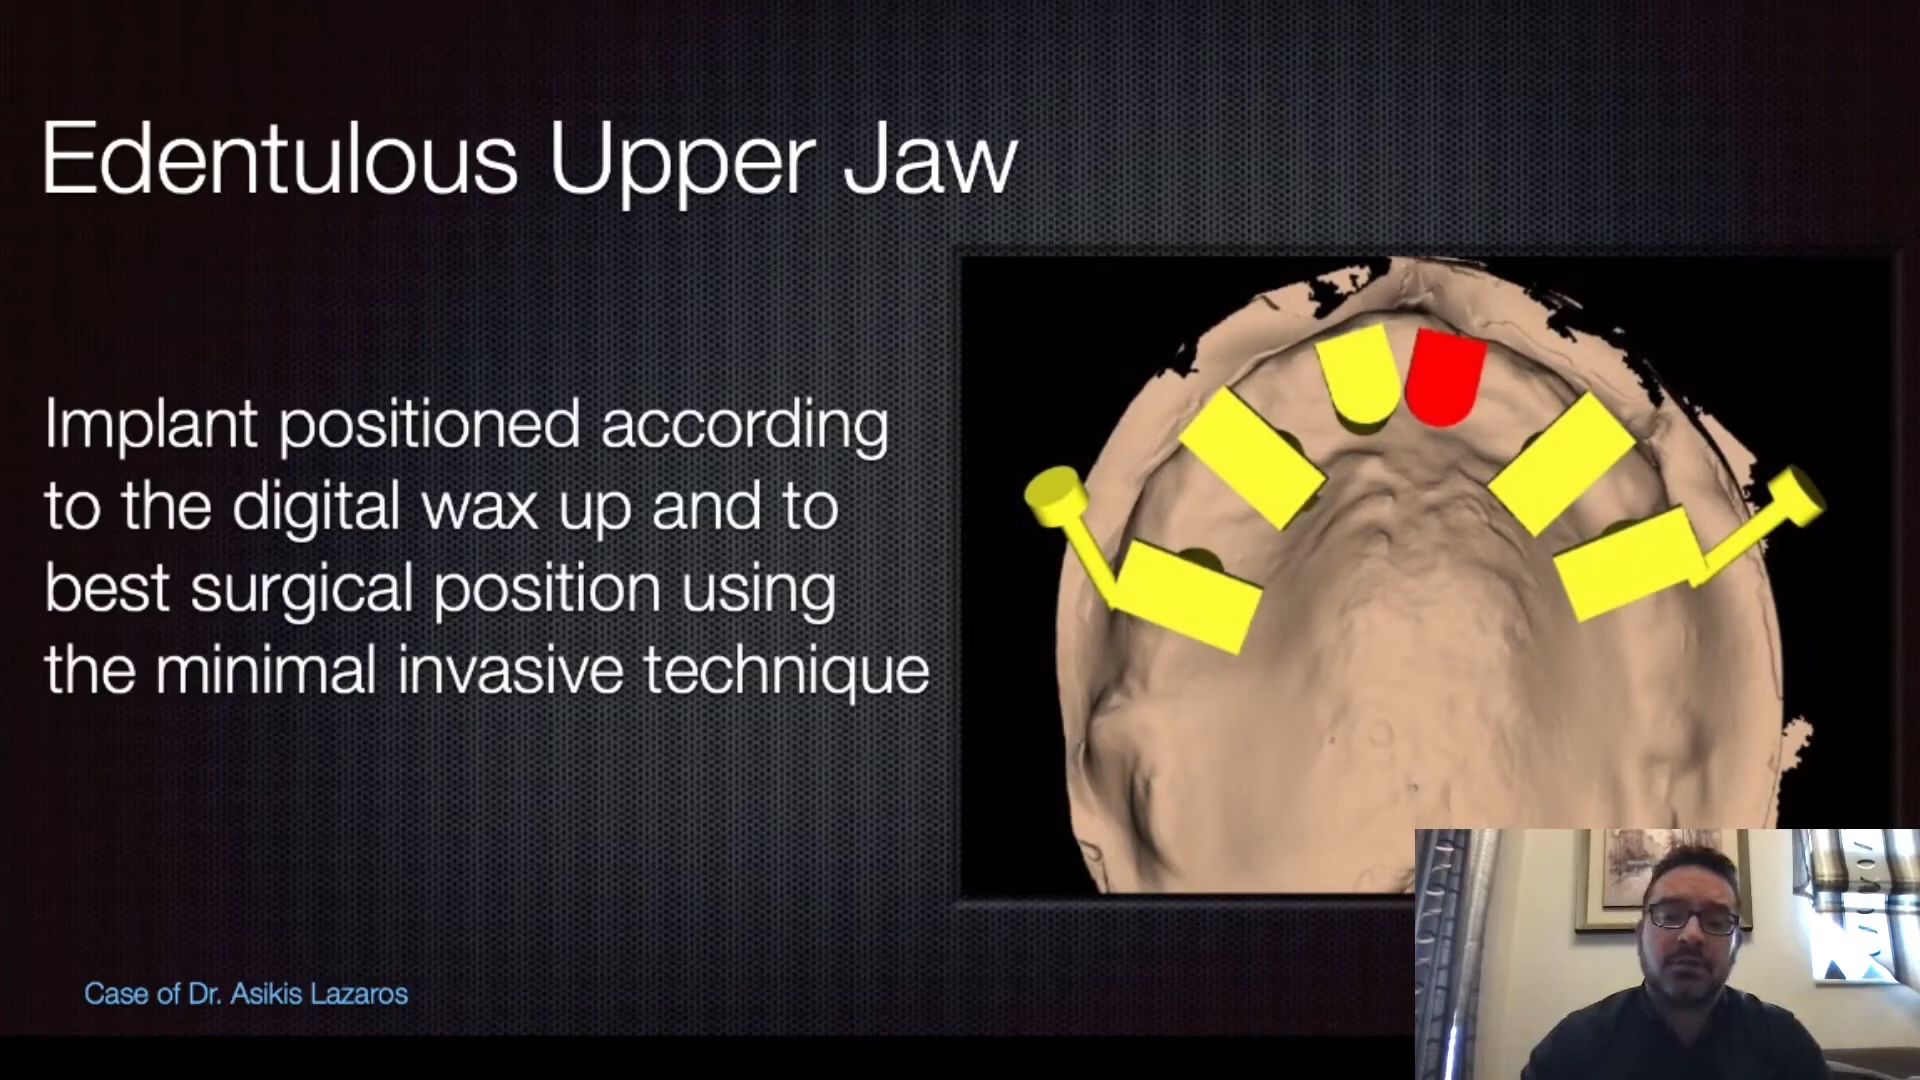 Edentulous Upper Jaw
Implant positioned according
to the digital wax up and to
best surgical position using
the minimal invasive technique
Case of Dr. Asikis Lazaros